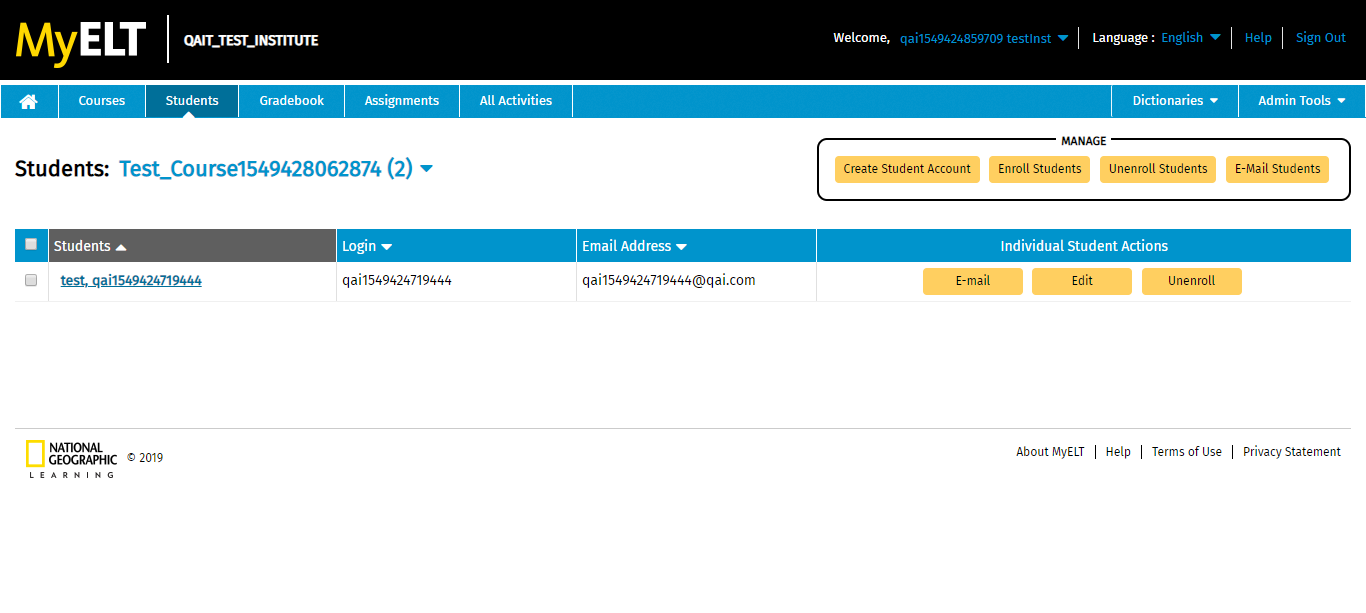 MyELT
QAIT_TEST_INSTITUTE
Welcome, qai1549424859709 testInst
Language : English
Help
Sign Out
Courses
Students
Gradebook
Assignments
All Activities
Dictionaries
Admin Tools
Students: Test_Course1549428062874 (2)
MANAGE
Create Student Account
Enroll Students
Unenroll Students
E-Mail Students
Students
Login
Email Address
Individual Student Actions
test, qai1549424719444
qai1549424719444
qai1549424719444@qai.com
E-mail
Edit
Unenroll
NATIONAL
GEOGRAPHIC
LEARNING
© 2019
About MyELT
Help
Terms of Use
Privacy Statement